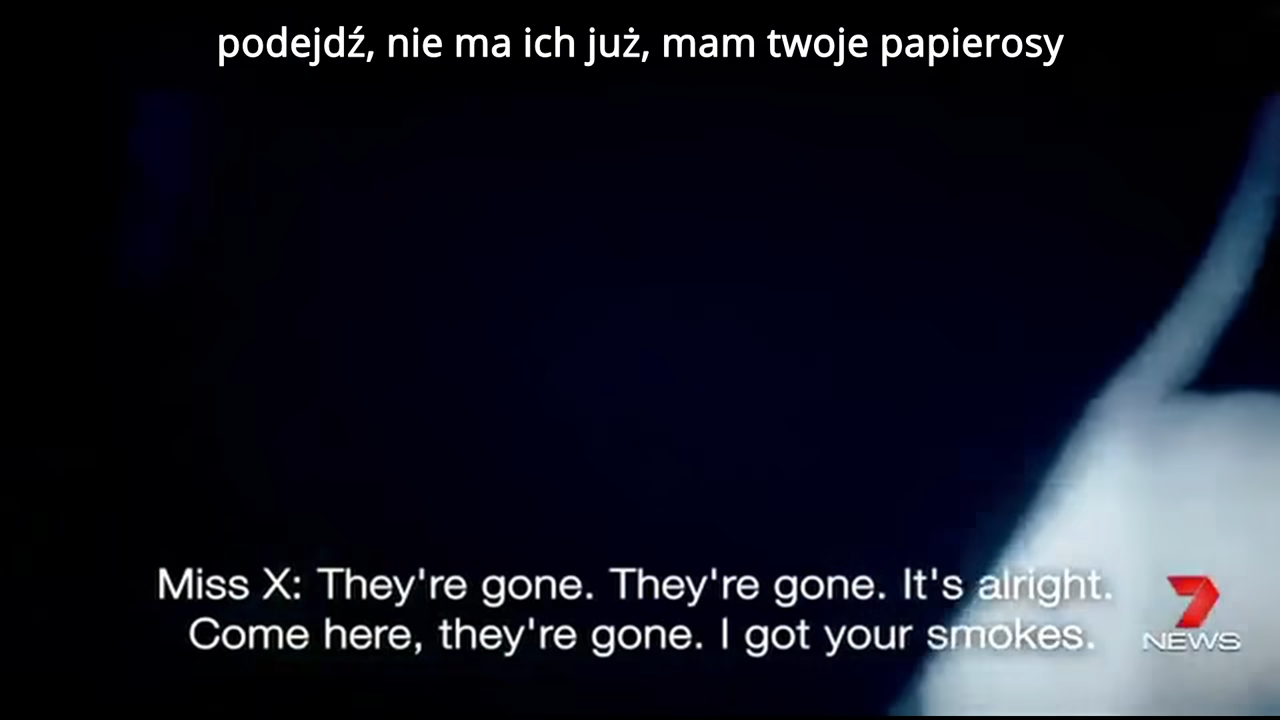 podejdź, nie ma ich już, mam twoje papierosy
Miss X: They're gone. They're gone. It's alright.
Come here, they're gone. I got your smokes.
7
NEWS